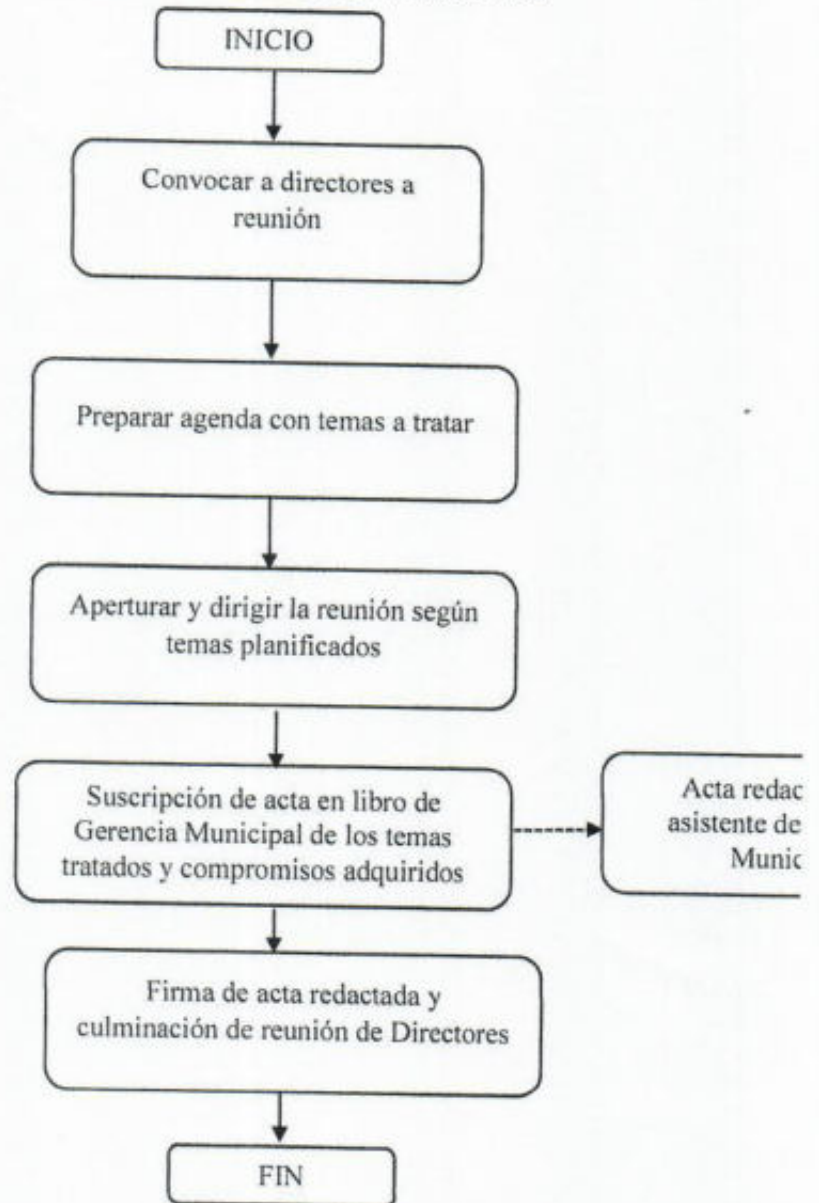 INICIO
Convocar a directores a
reunión
Preparar agenda con temas a tratar
Aperturar y dirigir la reunión según
temas planificados
Suscripción de acta en libro de
Gerencia Municipal de los temas
tratados y compromisos adquiridos
Acta redac
asistente de
Munic
Firma de acta redactada y
culminación de reunión de Directores
FIN